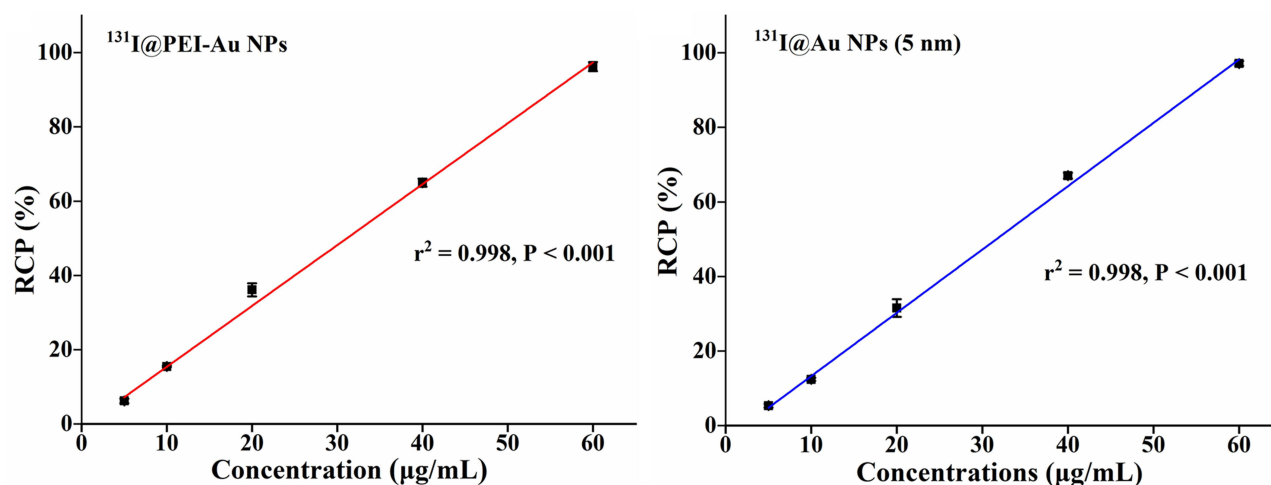 ¹³¹I@PEI-Au NPs
100
80
60
40
20
0
RCP (%)
r² = 0.998, P < 0.001
0 10 20 30 40 50 60
Concentration (μg/mL)
¹³¹I@Au NPs (5 nm)
100
80
60
40
20
0
RCP (%)
r² = 0.998, P < 0.001
0 10 20 30 40 50 60
Concentrations (μg/mL)